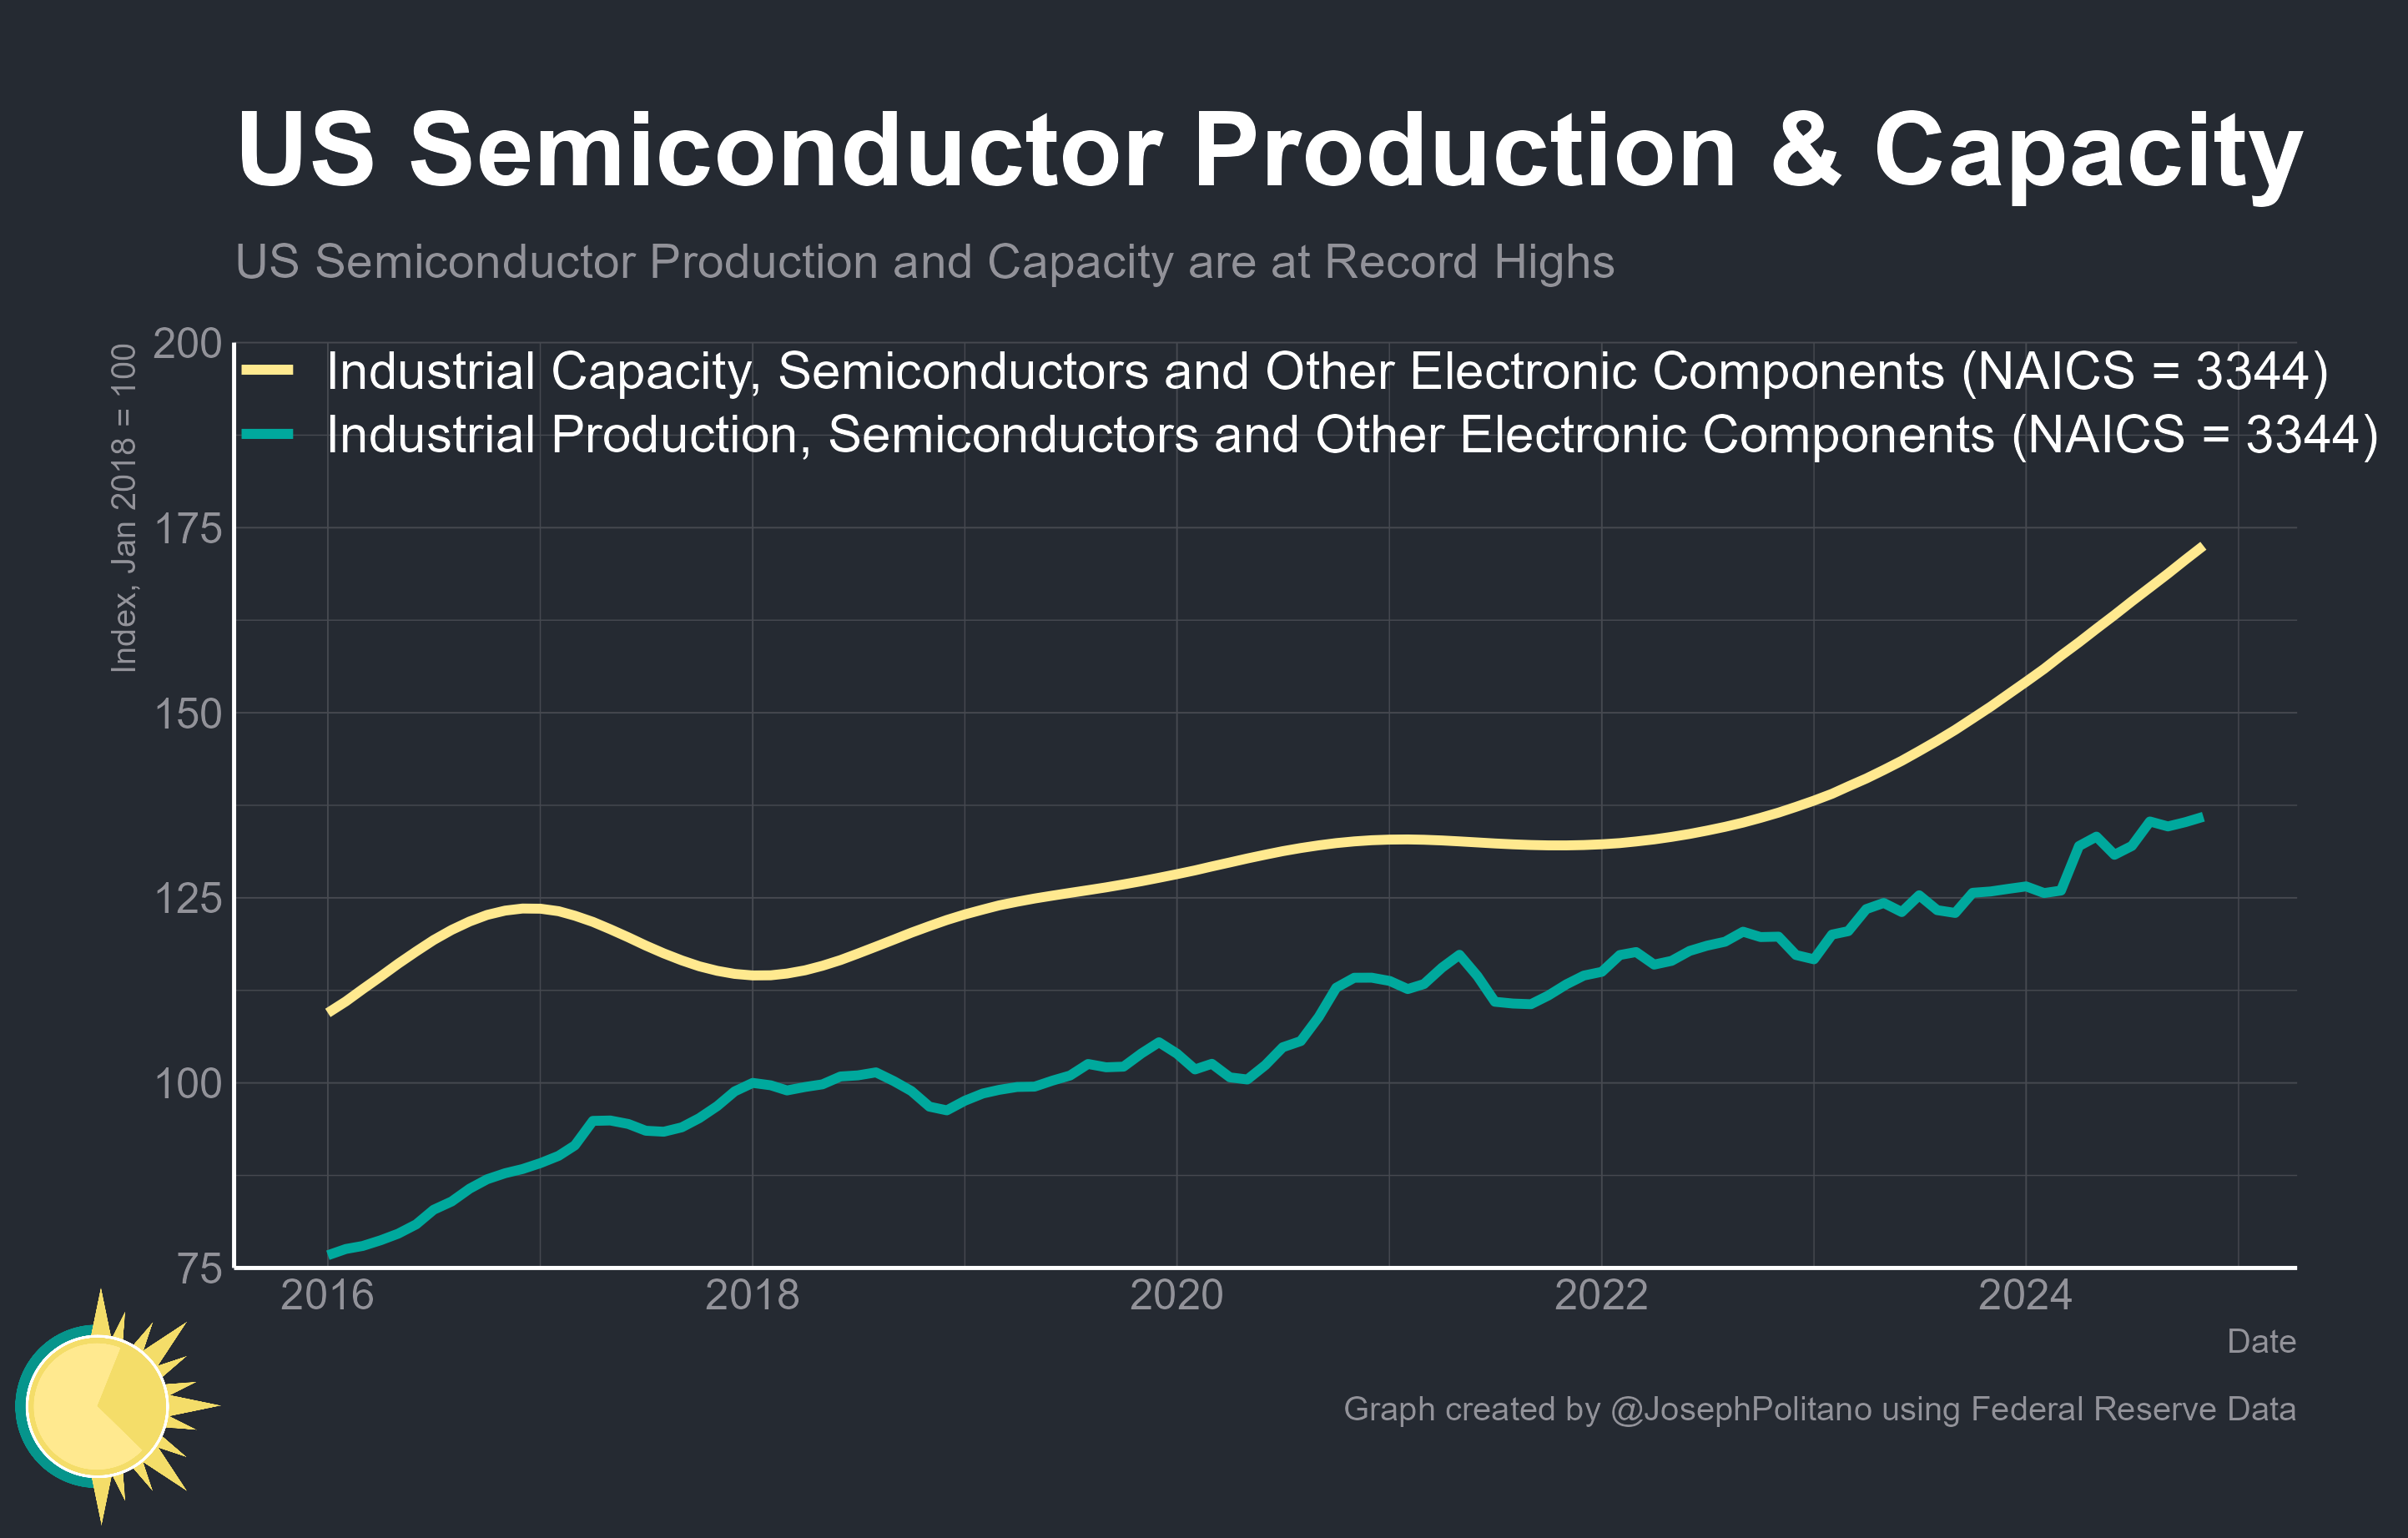 US Semiconductor Production & Capacity
US Semiconductor Production and Capacity are at Record Highs
Index, Jan 2018 = 100
200
Industrial Capacity, Semiconductors and Other Electronic Components (NAICS = 3344)
Industrial Production, Semiconductors and Other Electronic Components (NAICS = 3344)
175
150
125
100
75
2016 2018 2020 2022 2024
Date
Graph created by @JosephPolitano using Federal Reserve Data